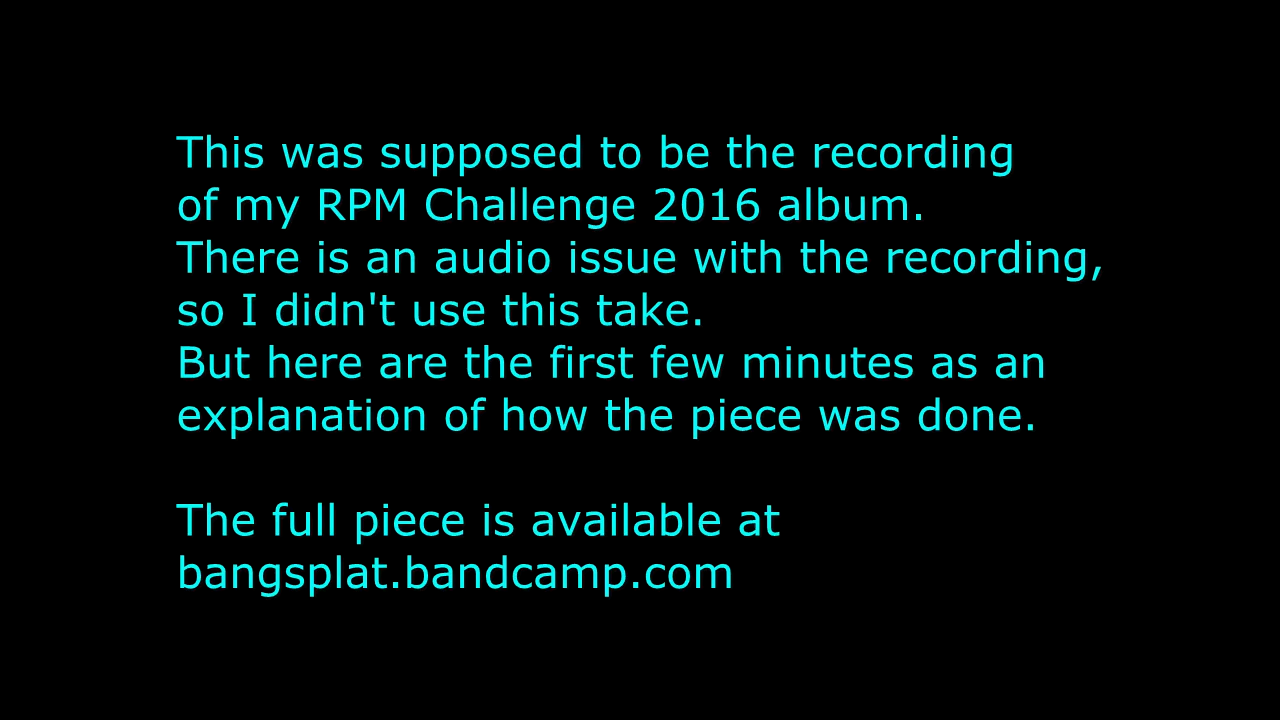 This was supposed to be the recording
of my RPM Challenge 2016 album.
There is an audio issue with the recording,
so I didn't use this take.
But here are the first few minutes as an
explanation of how the piece was done.
The full piece is available at
bangsplat.bandcamp.com